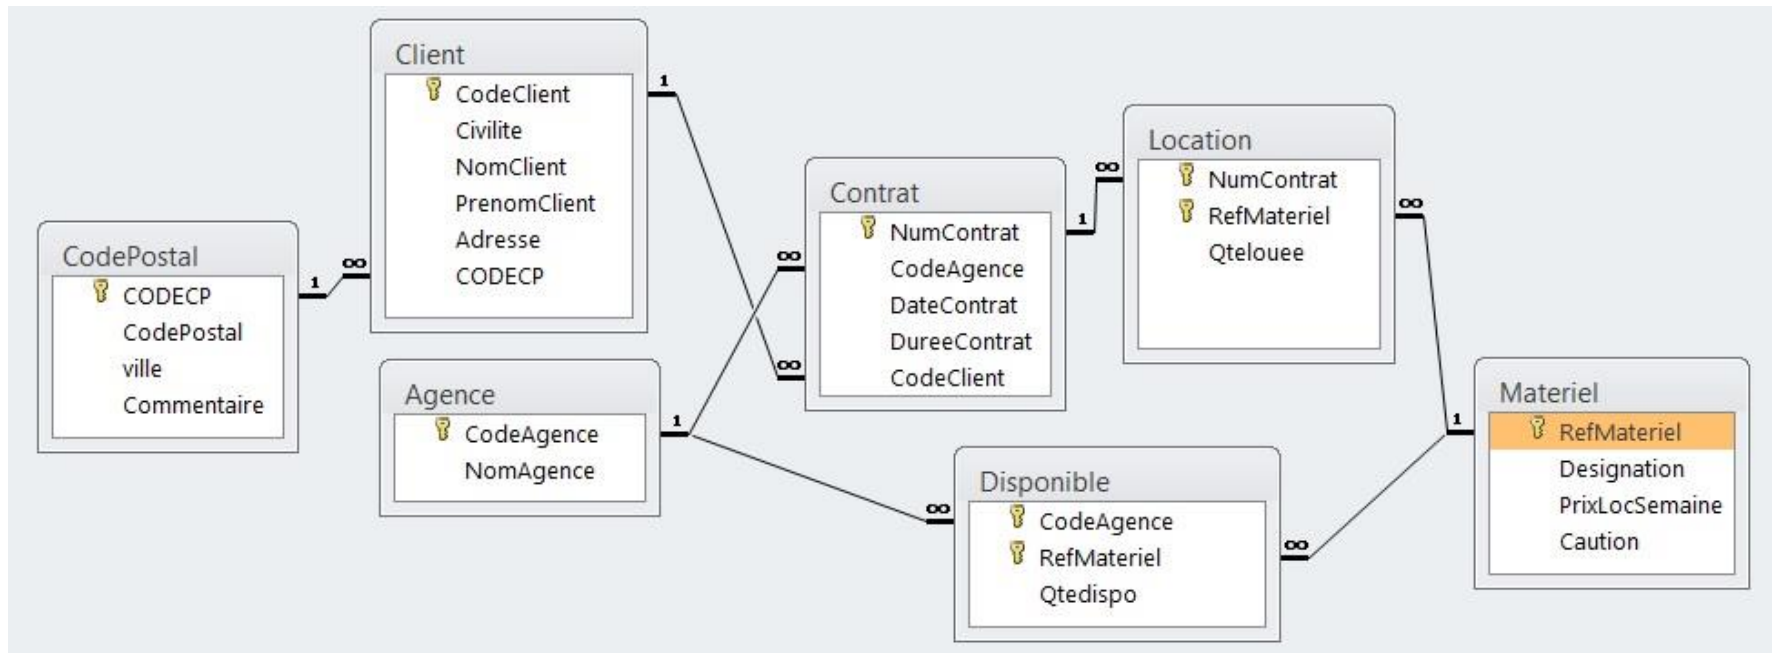 Client
CodeClient
Civilite
NomClient
PrenomClient
Adresse
CODECP
1
∞
CodePostal
CODECP
CodePostal
ville
Commentaire
1
∞
Agence
CodeAgence
NomAgence
1
∞
∞
Contrat
NumContrat
CodeAgence
DateContrat
DureeContrat
CodeClient
1
∞
Location
NumContrat
RefMateriel
Qtelouee
∞
Disponible
CodeAgence
RefMateriel
Qtedispo
∞
1
Materiel
RefMateriel
Designation
PrixLocSemaine
Caution